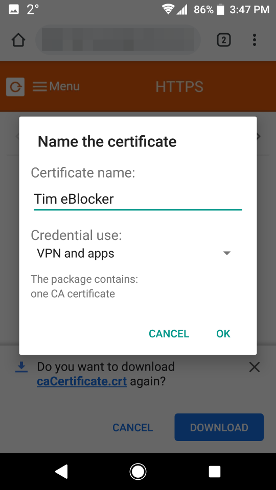 2° 86% 3:47 PM
2
Menu HTTPS
Name the certificate
Certificate name:
Tim eBlocker
Credential use:
VPN and apps
The package contains:
one CA certificate
CANCEL OK
Do you want to download
caCertificate.crt again?
CANCEL DOWNLOAD